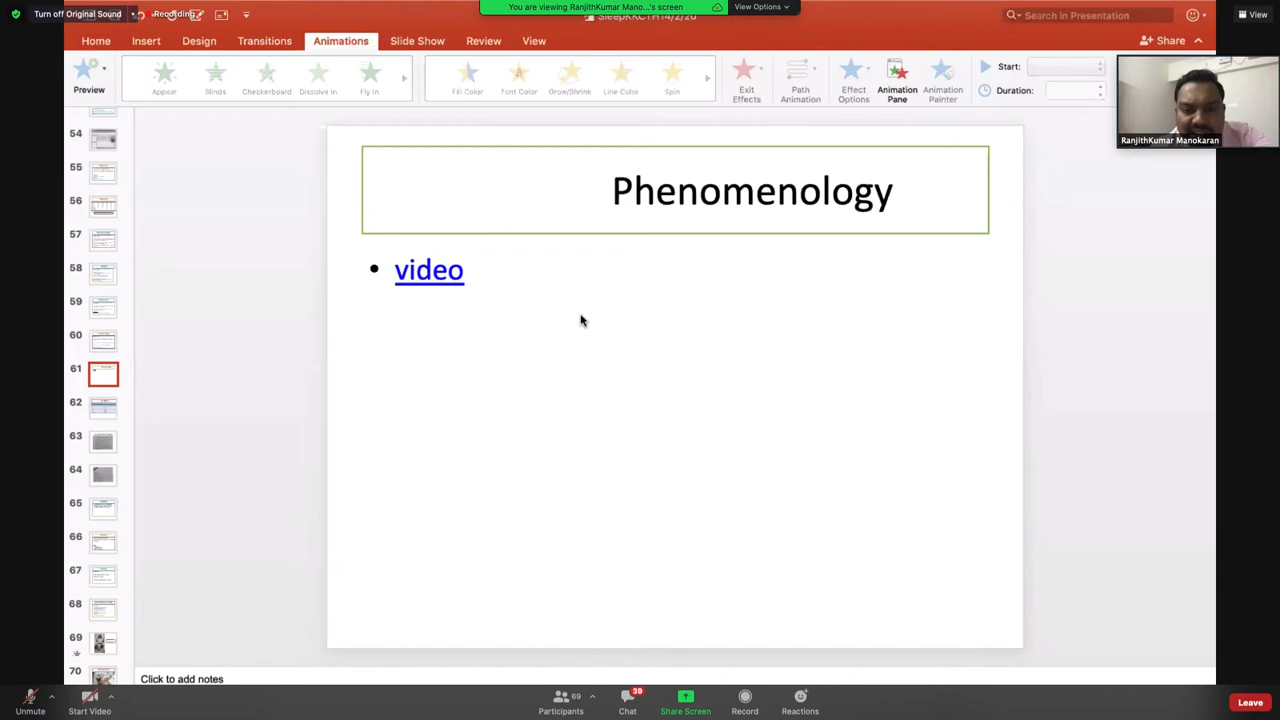 Turn off Original Sound
Recording
You are viewing RanjithKumar Mano...'s screen
View Options
Search in Presentation
View
Home
Insert
Design
Transitions
Animations
Slide Show
Review
View
Share
Preview
Appear
Blinds
Checkerboard
Dissolve In
Fly In
Fill Color
Font Color
Grow/Shrink
Line Color
Spin
Exit Effects
Path Animation
Effect Options
Animation Pane
Animation Painter
Start:
Duration:
RanjithKumar Manokaran
54
55
56
57
58
59
60
61
62
63
64
65
66
67
68
69
70
Phenomenology
• video
Click to add notes
Unmute
Start Video
69
Participants
39
Chat
Share Screen
Record
Reactions
Leave